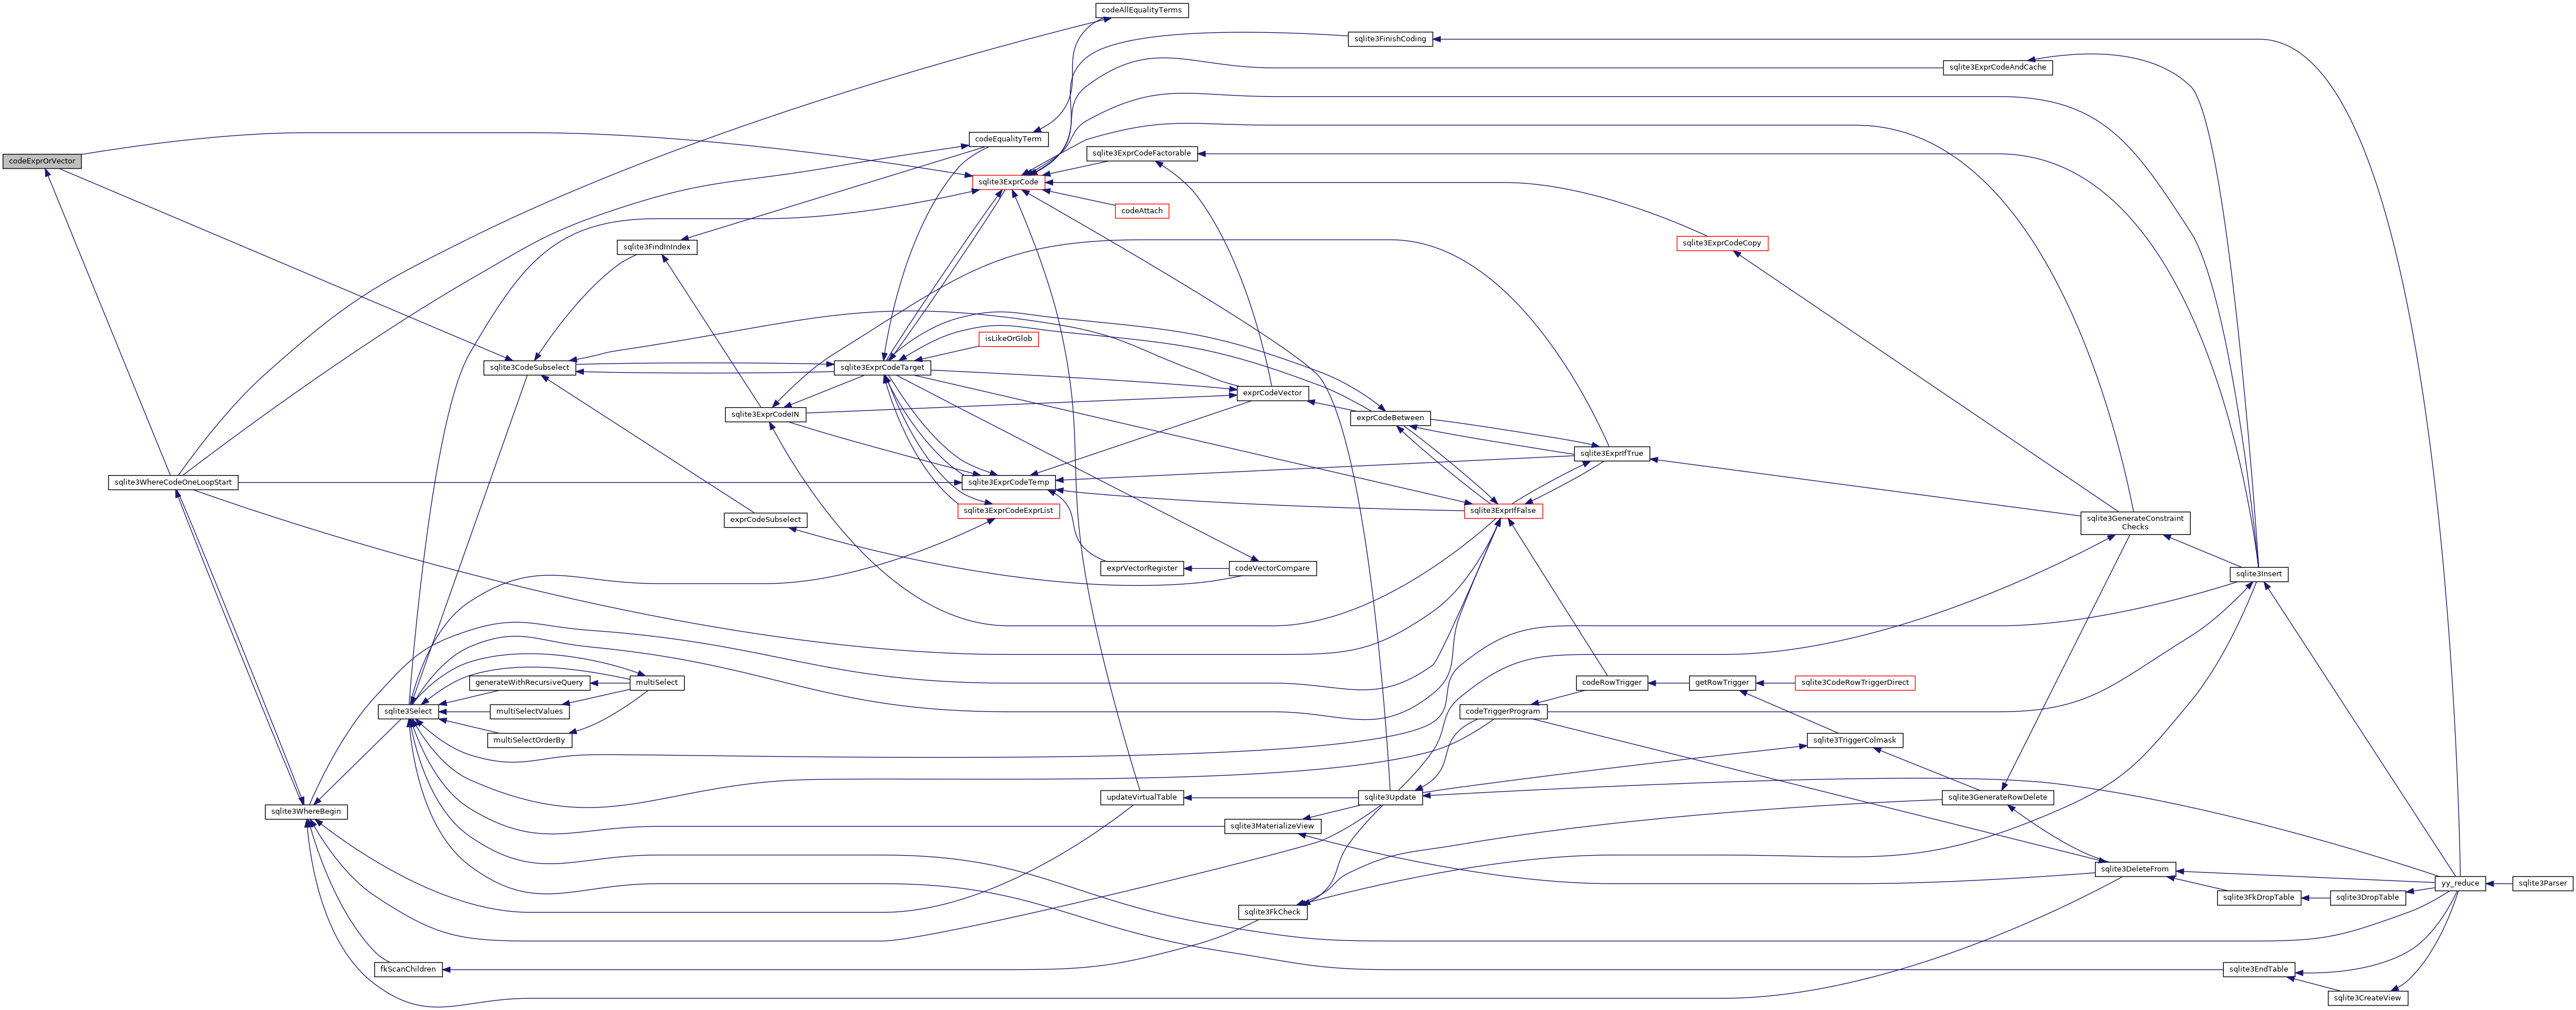 codeAllEqualityTerms
sqlite3FinishCoding
sqlite3ExprCodeAndCache
codeEqualityTerm
codeExprOrVector
sqlite3ExprCodeFactorable
sqlite3ExprCode
codeAttach
sqlite3FindInIndex
sqlite3ExprCodeCopy
isLikeOrGlob
sqlite3CodeSubselect
sqlite3ExprCodeTarget
exprCodeVector
sqlite3ExprCodeIN
exprCodeBetween
sqlite3ExprIfTrue
sqlite3WhereCodeOneLoopStart
sqlite3ExprCodeTemp
sqlite3ExprCodeExprList
sqlite3ExprIfFalse
exprCodeSubselect
sqlite3GenerateConstraint
Checks
exprVectorRegister
codeVectorCompare
sqlite3Insert
generateWithRecursiveQuery
multiSelect
codeRowTrigger
getRowTrigger
sqlite3CodeRowTriggerDirect
sqlite3Select
multiSelectValues
codeTriggerProgram
multiSelectOrderBy
sqlite3TriggerColmask
updateVirtualTable
sqlite3Update
sqlite3GenerateRowDelete
sqlite3WhereBegin
sqlite3MaterializeView
sqlite3DeleteFrom
yy_reduce
sqlite3Parser
sqlite3FkDropTable
sqlite3DropTable
sqlite3FkCheck
fkScanChildren
sqlite3EndTable
sqlite3CreateView